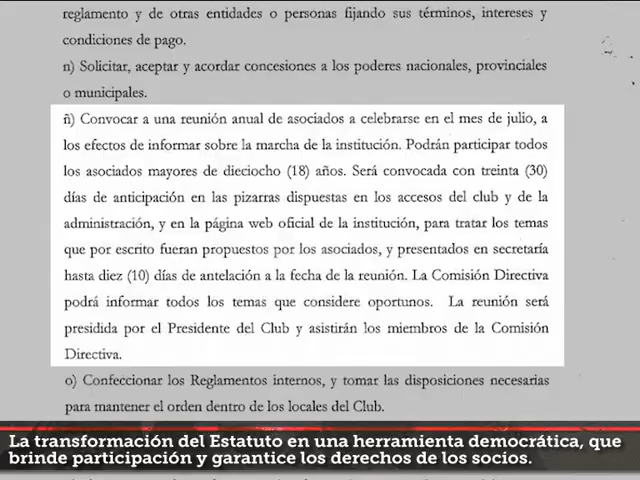 reglamento y de otras entidades o personas fijando sus términos, intereses y
condiciones de pago.
n) Solicitar, aceptar y acordar concesiones a los poderes nacionales, provinciales
o municipales.
ñ) Convocar a una reunión anual de asociados a celebrarse en el mes de julio, a
los efectos de informar sobre la marcha de la institución. Podrán participar todos
los asociados mayores de dieciocho (18) años. Será convocada con treinta (30)
días de anticipación en las pizarras dispuestas en los accesos del club y de la
administración, y en la página web oficial de la institución, para tratar los temas
que por escrito fueran propuestos por los asociados, y presentados en secretaría
hasta diez (10) días de antelación a la fecha de la reunión. La Comisión Directiva
podrá informar todos los temas que considere oportunos. La reunión será
presidida por el Presidente del Club y asistirán los miembros de la Comisión
Directiva.
o) Confeccionar los Reglamentos internos, y tomar las disposiciones necesarias
para mantener el orden dentro de los locales del Club.
La transformación del Estatuto en una herramienta democrática, que
brinde participación y garantice los derechos de los socios.